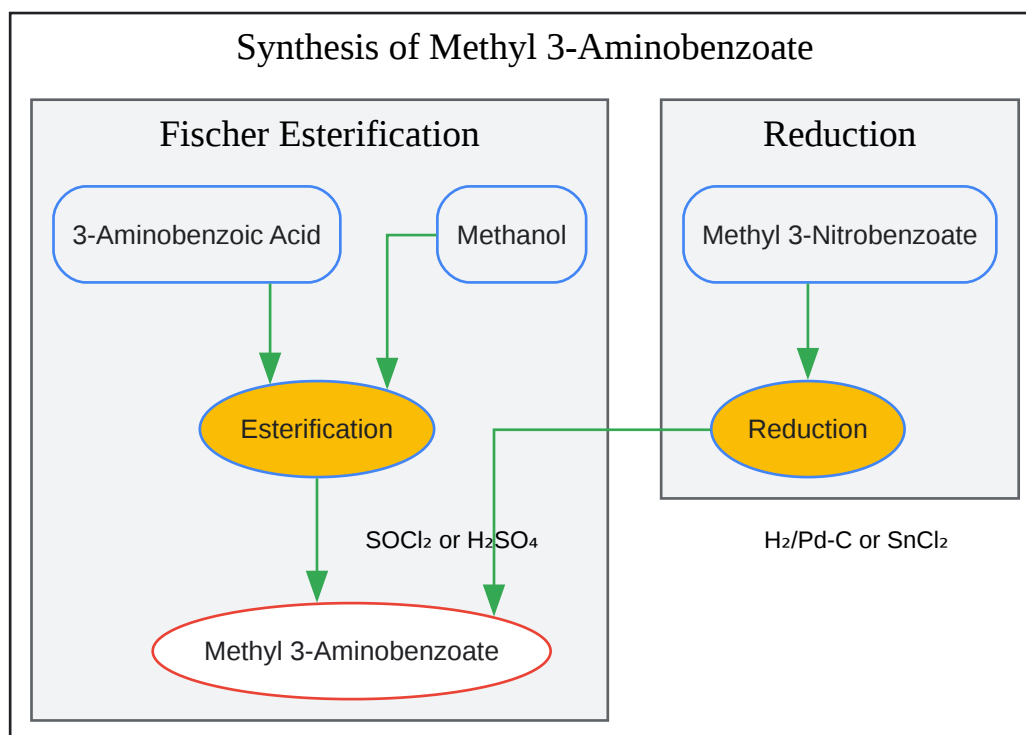 Synthesis of Methyl 3-Aminobenzoate
Fischer Esterification
Reduction
3-Aminobenzoic Acid
Methanol
Methyl 3-Nitrobenzoate
Esterification
Reduction
SOCl₂ or H₂SO₄
H₂/Pd-C or SnCl₂
Methyl 3-Aminobenzoate